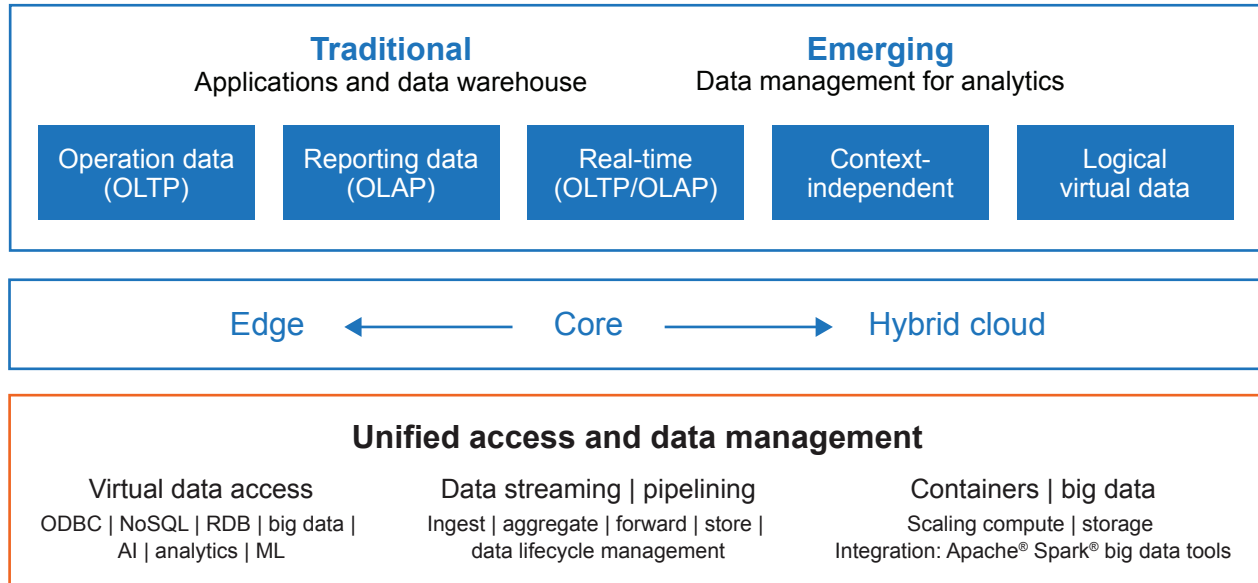 Traditional
Applications and data warehouse
Emerging
Data management for analytics
Operation data
(OLTP)
Reporting data
(OLAP)
Real-time
(OLTP/OLAP)
Context-
independent
Logical
virtual data
Edge
Core
Hybrid cloud
Unified access and data management
Virtual data access
ODBC | NoSQL | RDB | big data |
AI | analytics | ML
Data streaming | pipelining
Ingest | aggregate | forward | store |
data lifecycle management
Containers | big data
Scaling compute | storage
Integration: Apache® Spark® big data tools